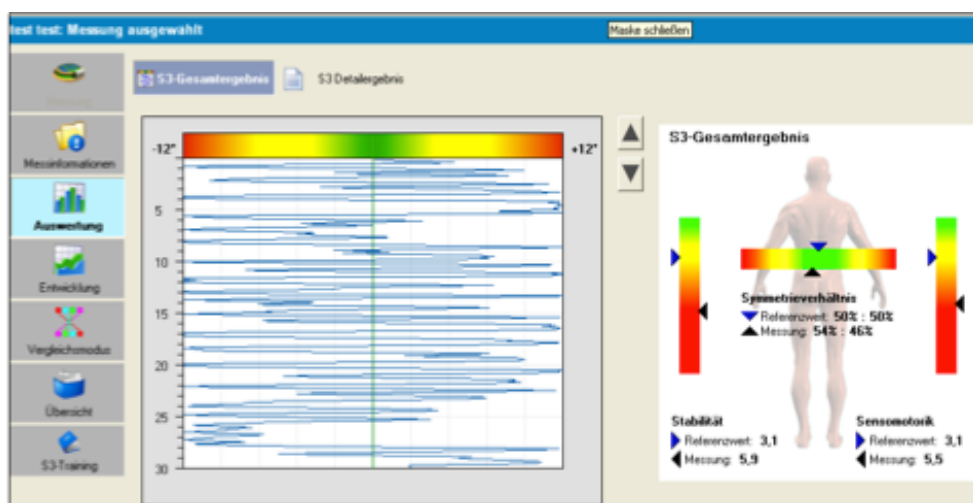 test test: Messung ausgewählt
Maske schließen
S3-Gesamtergebnis
S3 Detailergebnis
Messinformationen
Auswertung
Entwicklung
Vergleichsmodus
Übersicht
S3-Training
-12°
+12°
5
10
15
20
25
30
S3-Gesamtergebnis
Symmetrieverhältnis
Referenzwert: 50% : 50%
Messung: 54% : 46%
Stabilität
Referenzwert: 3,1
Messung: 5,9
Sensomotorik
Referenzwert: 3,1
Messung: 5,5